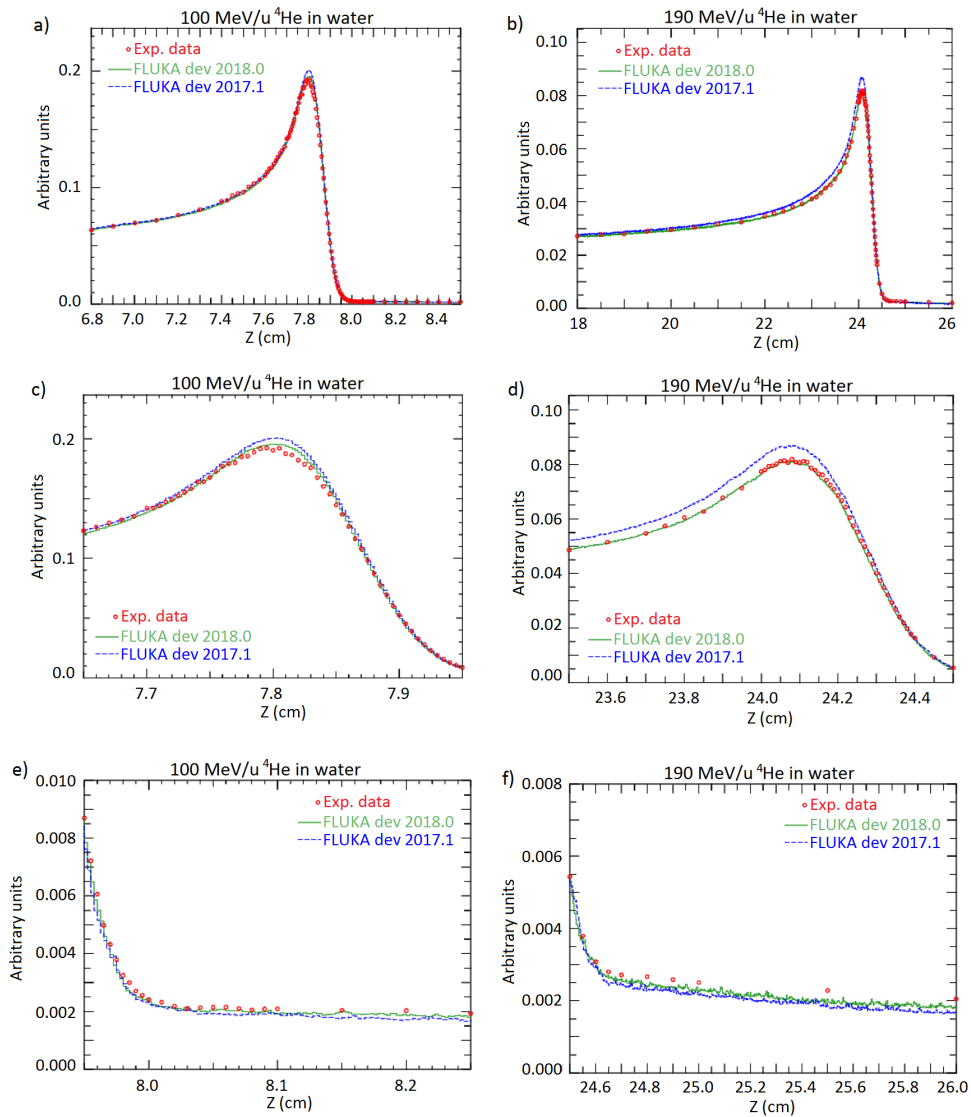 a)
100 MeV/u ⁴He in water
Exp. data
FLUKA dev 2018.0
FLUKA dev 2017.1
Arbitrary units
0.2
0.1
0.0
6.8 7.0 7.2 7.4 7.6 7.8 8.0 8.2 8.4
Z (cm)
b)
190 MeV/u ⁴He in water
Exp. data
FLUKA dev 2018.0
FLUKA dev 2017.1
Arbitrary units
0.10
0.08
0.06
0.04
0.02
0.00
18 20 22 24 26
Z (cm)
c)
100 MeV/u ⁴He in water
Arbitrary units
0.2
0.1
0.0
Exp. data
FLUKA dev 2018.0
FLUKA dev 2017.1
7.7 7.8 7.9
Z (cm)
d)
190 MeV/u ⁴He in water
Arbitrary units
0.10
0.08
0.06
0.04
0.02
0.00
Exp. data
FLUKA dev 2018.0
FLUKA dev 2017.1
23.6 23.8 24.0 24.2 24.4
Z (cm)
e)
100 MeV/u ⁴He in water
Exp. data
FLUKA dev 2018.0
FLUKA dev 2017.1
Arbitrary units
0.010
0.008
0.006
0.004
0.002
0.000
8.0 8.1 8.2
Z (cm)
f)
190 MeV/u ⁴He in water
Exp. data
FLUKA dev 2018.0
FLUKA dev 2017.1
Arbitrary units
0.008
0.006
0.004
0.002
0.000
24.6 24.8 25.0 25.2 25.4 25.6 25.8 26.0
Z (cm)